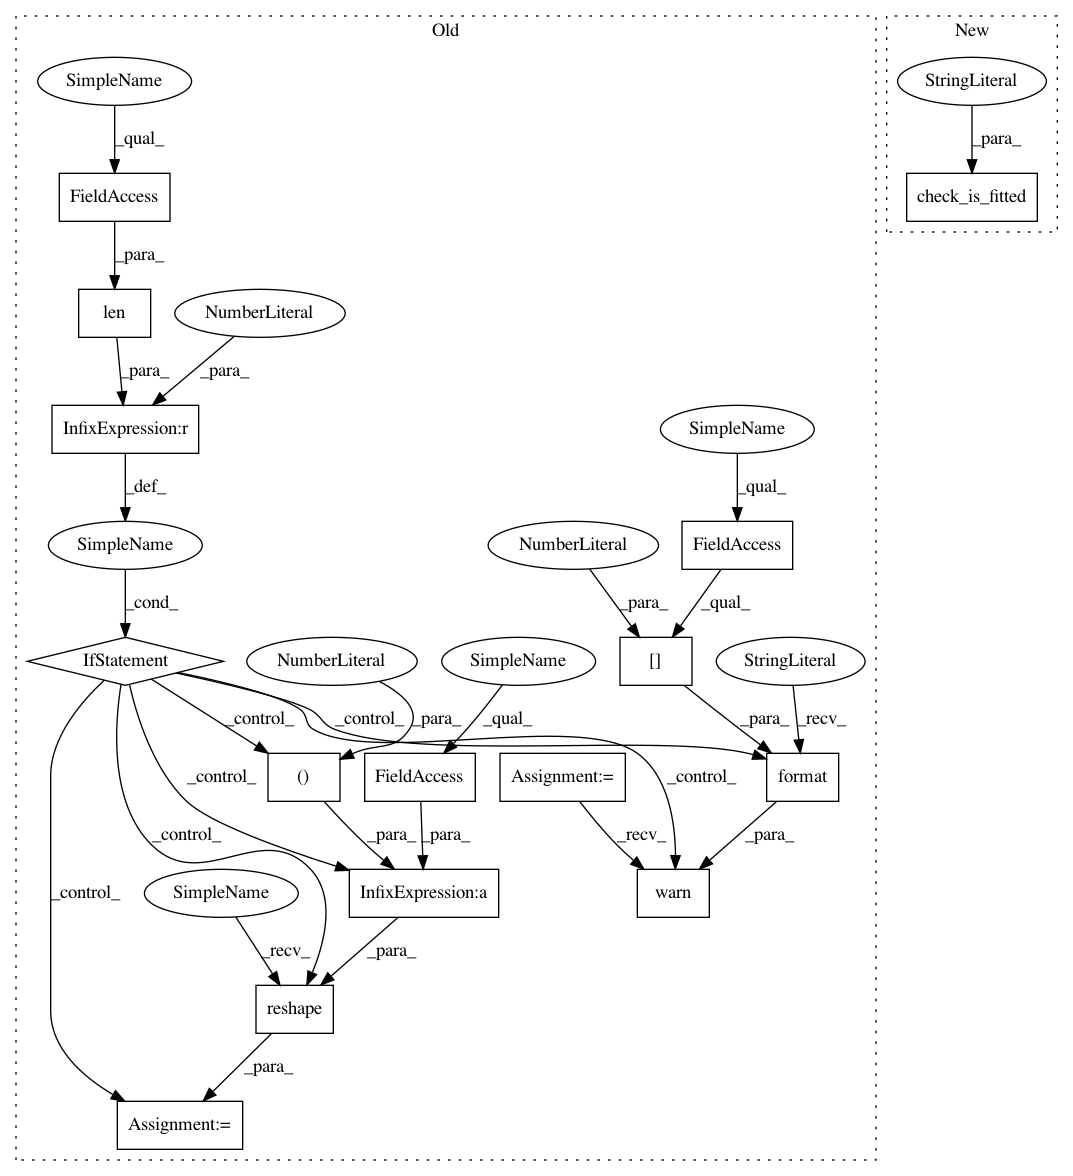 Old
New
SimpleName
StringLiteral
_qual_
_para_
FieldAccess
check_is_fitted
_para_
len
NumberLiteral
_para_
_para_
InfixExpression:r
SimpleName
_def_
_qual_
SimpleName
NumberLiteral
FieldAccess
_cond_
_para_
_qual_
IfStatement
NumberLiteral
SimpleName
[]
StringLiteral
_control_
_control_
_para_
_qual_
_para_
_recv_
()
FieldAccess
Assignment:=
format
_control_
_control_
_control_
_para_
_para_
_recv_
_para_
_control_
SimpleName
InfixExpression:a
warn
_recv_
_para_
reshape
_para_
Assignment:=